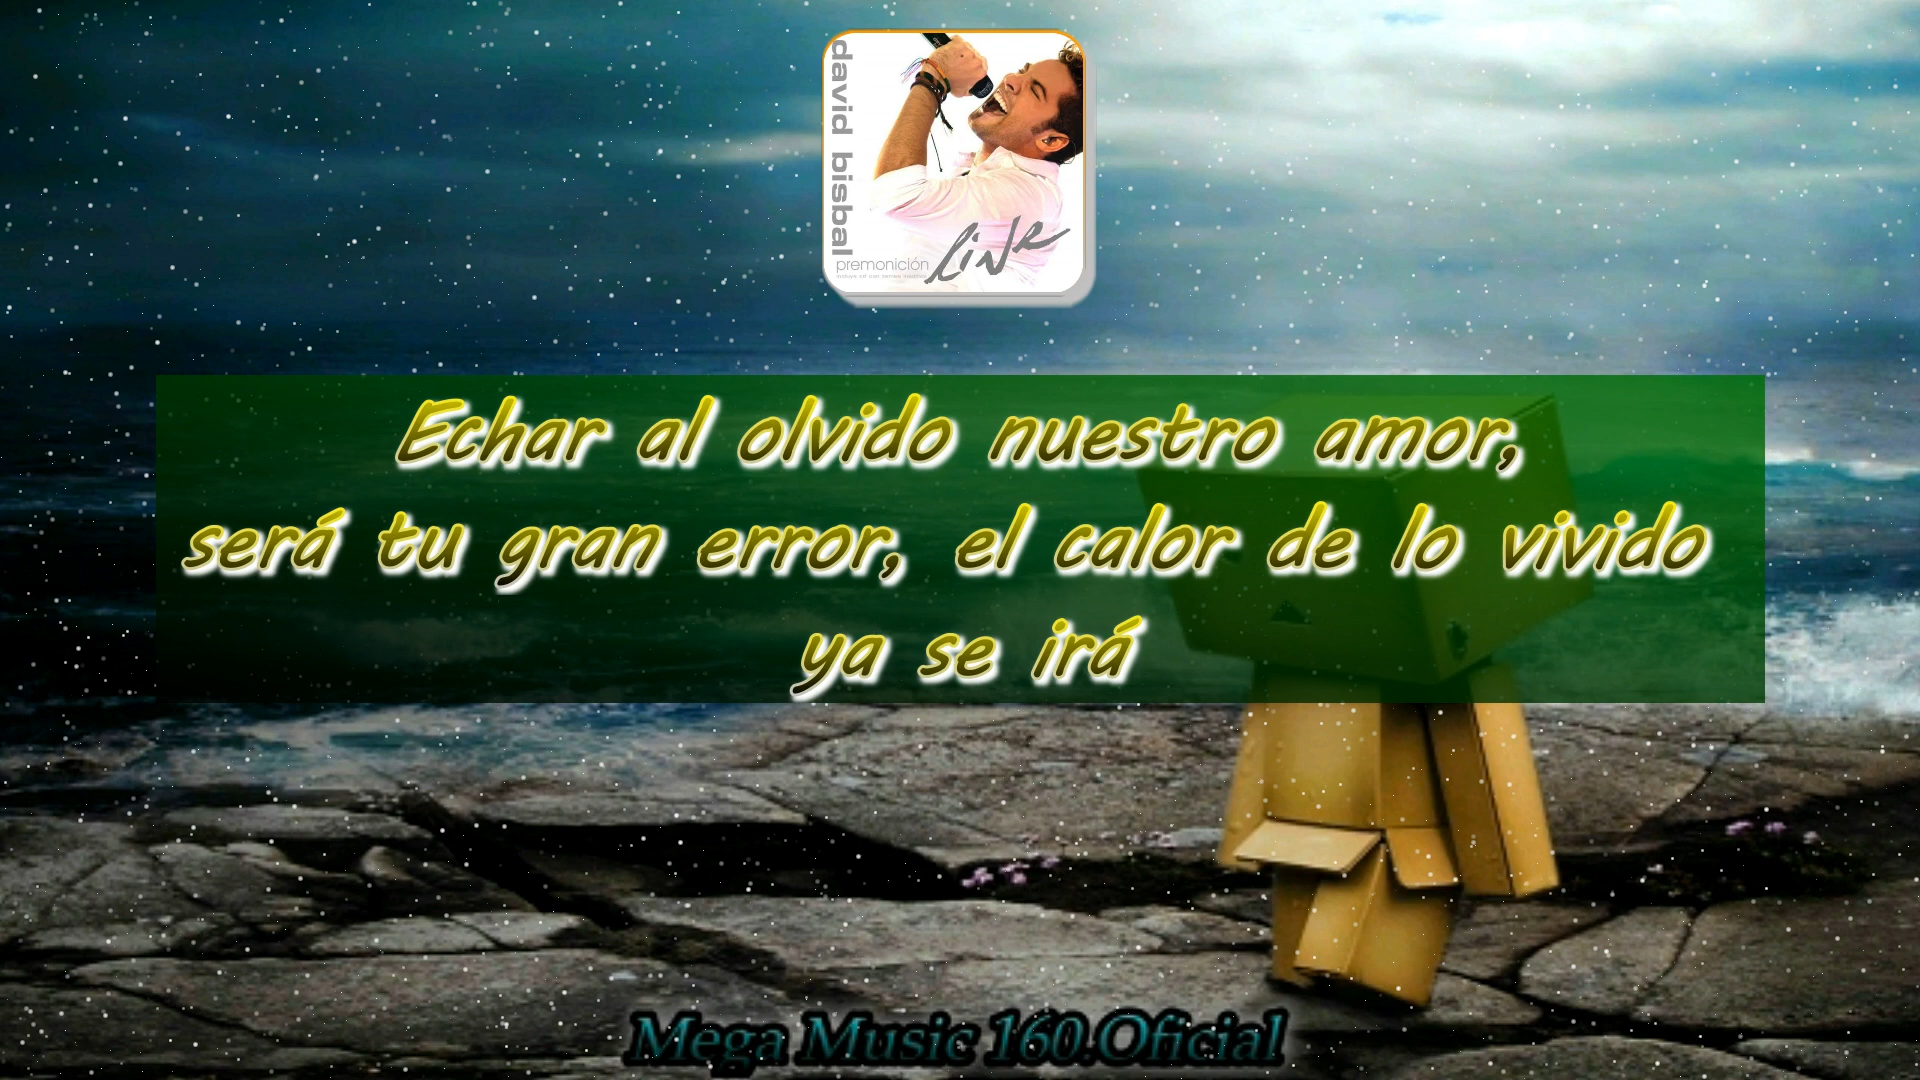 david bisbal
premonición
LIVE
Echar al olvido nuestro amor,
será tu gran error, el calor de lo vivido
ya se irá
Mega Music 160.Oficial